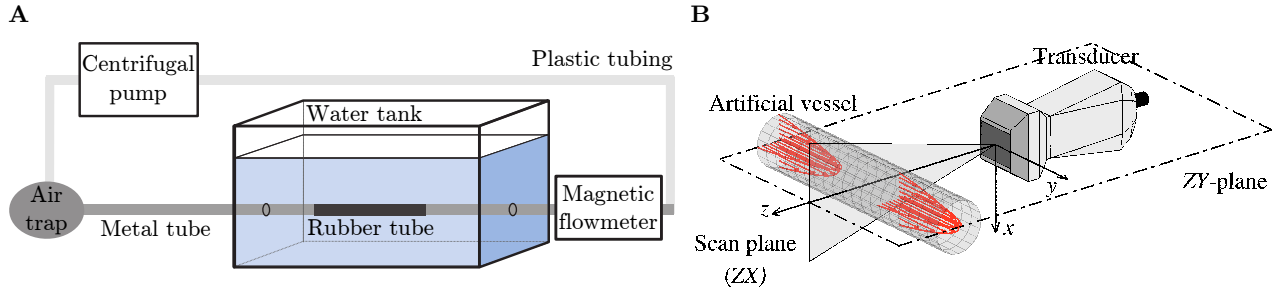 A
Centrifugal
pump
Plastic tubing
Water tank
Air
trap
Metal tube
Rubber tube
Magnetic
flowmeter
B
Transducer
Artificial vessel
y
ZY-plane
z
x
Scan plane
(ZX)